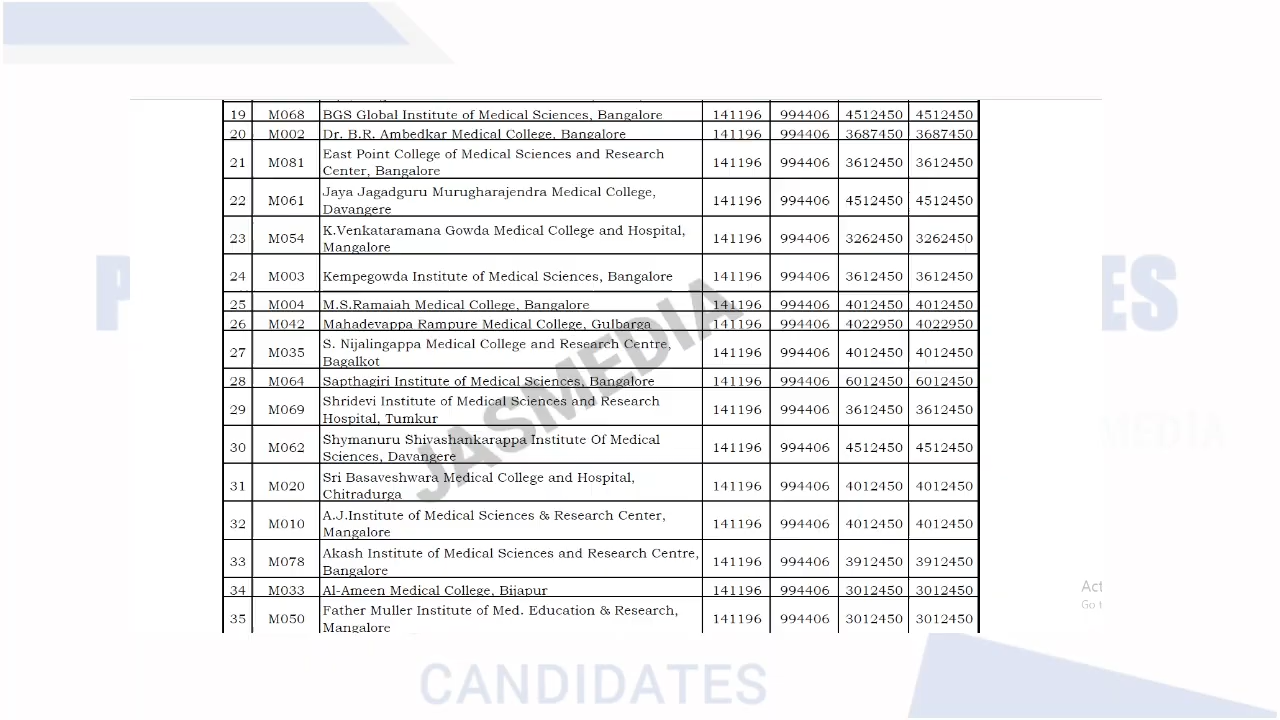 19 M068 BGS Global Institute of Medical Sciences, Bangalore 141196 994406 4512450 4512450
20 M002 Dr. B.R. Ambedkar Medical College, Bangalore 141196 994406 3687450 3687450
21 M081 East Point College of Medical Sciences and Research 141196 994406 3612450 3612450
Center, Bangalore
22 M061 Jaya Jagadguru Murugharajendra Medical College, 141196 994406 4512450 4512450
Davangere
23 M054 K.Venkataramana Gowda Medical College and Hospital, 141196 994406 3262450 3262450
Mangalore
24 M003 Kempegowda Institute of Medical Sciences, Bangalore 141196 994406 3612450 3612450
25 M004 M.S.Ramaiah Medical College, Bangalore 141196 994406 4012450 4012450
26 M042 Mahadevappa Rampure Medical College, Gulbarga 141196 994406 4022950 4022950
27 M035 S. Nijalingappa Medical College and Research Centre, 141196 994406 4012450 4012450
Bagalkot
28 M064 Sapthagiri Institute of Medical Sciences, Bangalore 141196 994406 6012450 6012450
29 M069 Shridevi Institute of Medical Sciences and Research 141196 994406 3612450 3612450
Hospital, Tumkur
30 M062 Shymanuru Shivashankarappa Institute Of Medical 141196 994406 4512450 4512450
Sciences, Davangere
31 M020 Sri Basaveshwara Medical College and Hospital, 141196 994406 4012450 4012450
Chitradurga
32 M010 A.J.Institute of Medical Sciences & Research Center, 141196 994406 4012450 4012450
Mangalore
33 M078 Akash Institute of Medical Sciences and Research Centre, 141196 994406 3912450 3912450
Bangalore
34 M033 Al-Ameen Medical College, Bijapur 141196 994406 3012450 3012450
35 M050 Father Muller Institute of Med. Education & Research, 141196 994406 3012450 3012450
Mangalore
JASMEDIA
CANDIDATES